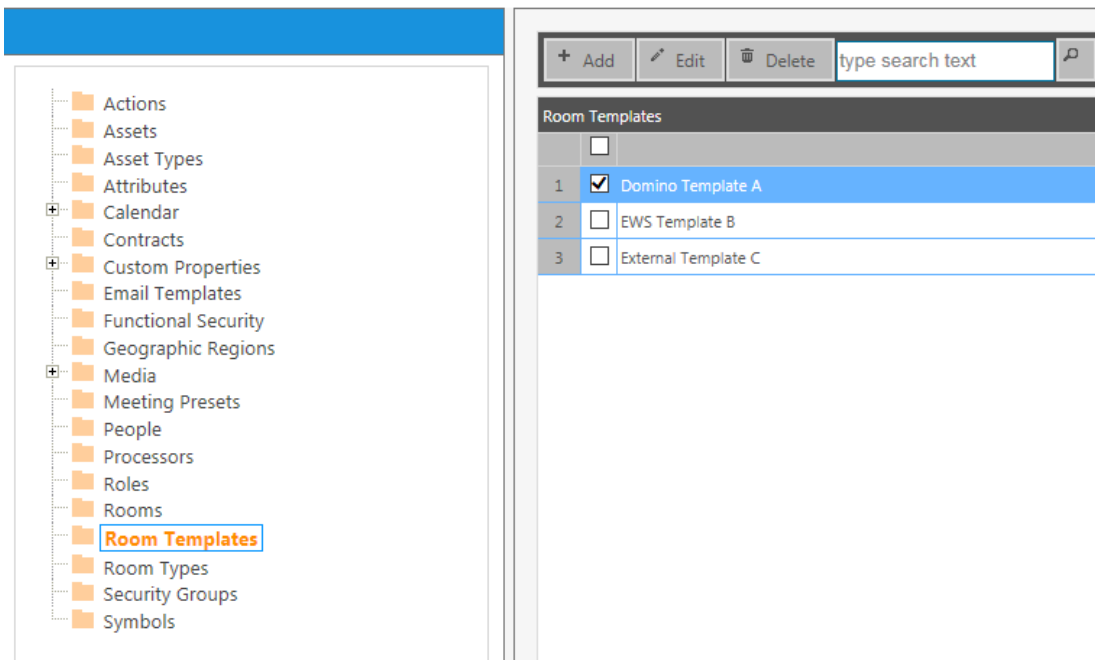 Actions
Assets
Asset Types
Attributes
Calendar
Contracts
Custom Properties
Email Templates
Functional Security
Geographic Regions
Media
Meeting Presets
People
Processors
Roles
Rooms
Room Templates
Room Types
Security Groups
Symbols
Add Edit Delete type search text
Room Templates
1 Domino Template A
2 EWS Template B
3 External Template C